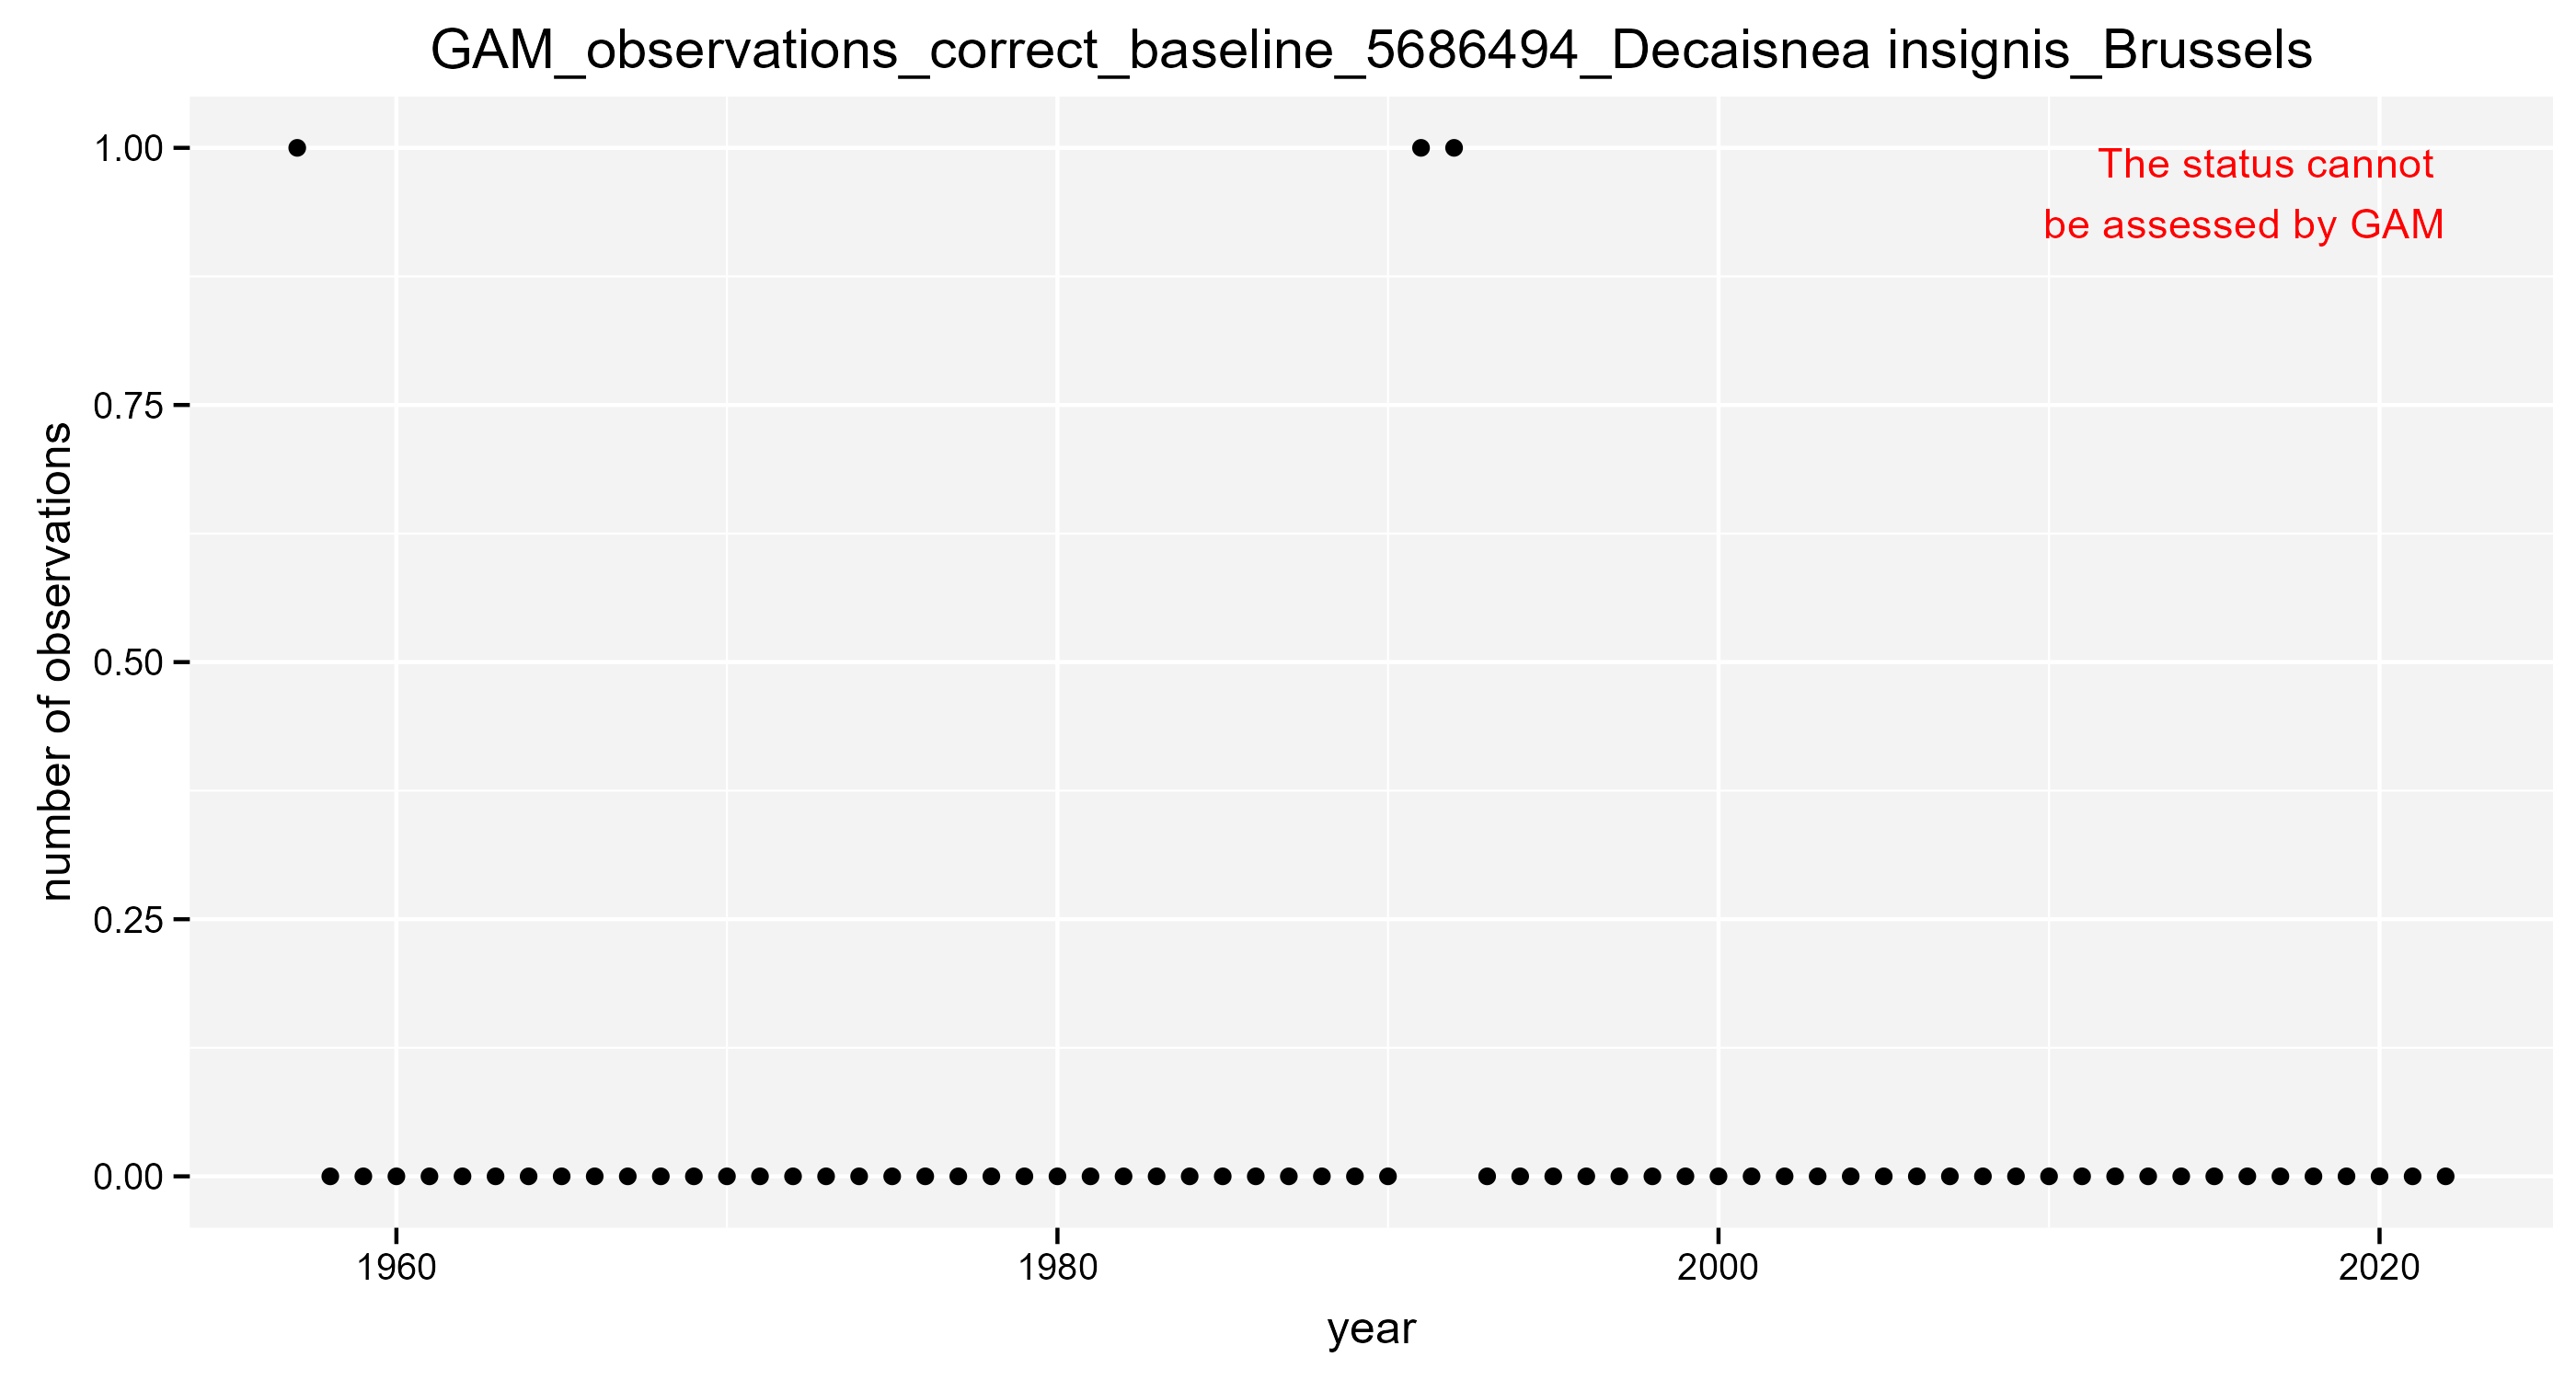 GAM_observations_correct_baseline_5686494_Decaisnea insignis_Brussels
1.00
0.75
0.50
0.25
0.00
number of observations
The status cannot
be assessed by GAM
1960
1980
2000
2020
year